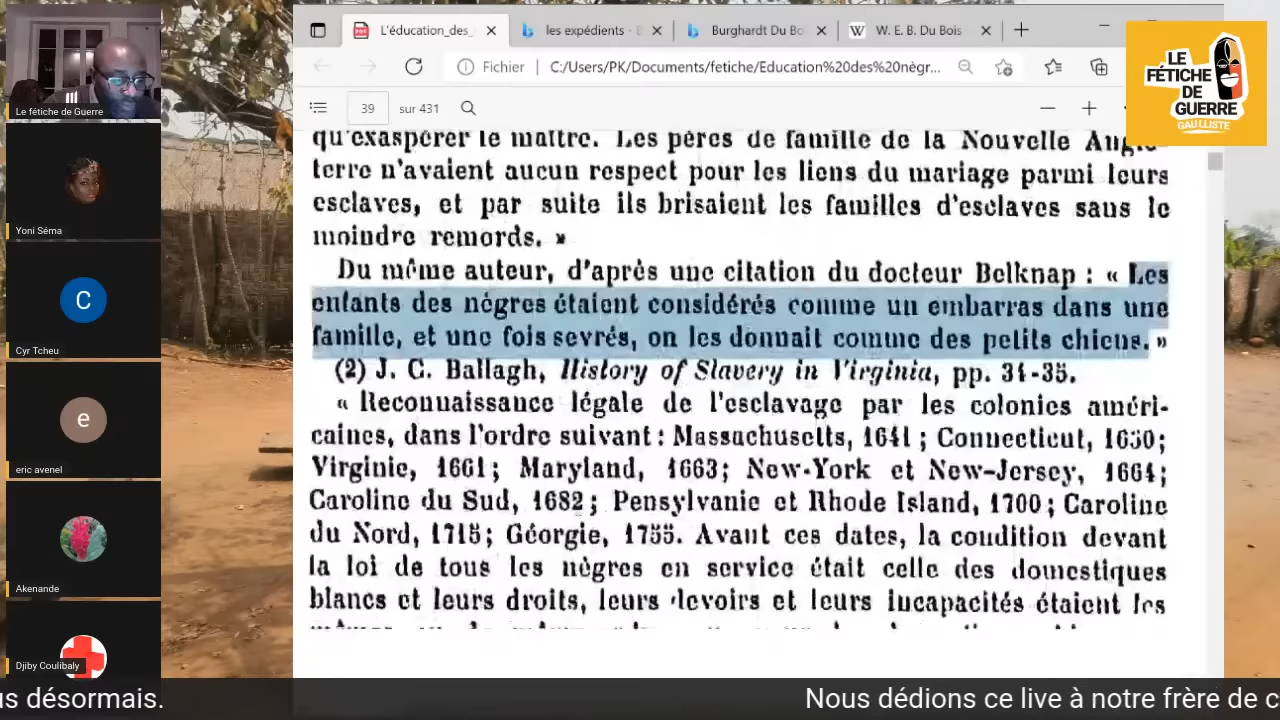 L'éducation_des_
les expédients - E
Burghardt Du Bo
W. E. B. Du Bois
Fichier
C:/Users/PK/Documents/fetiche/Education%20des%20nègr...
39
sur 431
LE
FÉTICHE
DE
GUERRE
GAULLISTE
Le fétiche de Guerre
Yoni Séma
C
Cyr Tcheu
e
eric avenel
Akenande
Djiby Coulibaly
qu'exaspérer le maître. Les pères de famille de la Nouvelle Angle-
terre n'avaient aucun respect pour les liens du mariage parmi leurs
esclaves, et par suite ils brisaient les familles d'esclaves sans le
moindre remords. »
Du même auteur, d'après une citation du docteur Belknap : « Les
enfants des nègres étaient considérés comme un embarras dans une
famille, et une fois sevrés, on les donnait comme des petits chiens. »
(2) J. C. Ballagh, History of Slavery in Virginia, pp. 34-35.
« Reconnaissance légale de l'esclavage par les colonies améri-
caines, dans l'ordre suivant : Massachusetts, 1641 ; Connecticut, 1650;
Virginie, 1661; Maryland, 1663; New-York et New-Jersey, 1664;
Caroline du Sud, 1682; Pensylvanie et Rhode Island, 1700; Caroline
du Nord, 1715; Géorgie, 1755. Avant ces dates, la condition devant
la loi de tous les nègres en service était celle des domestiques
blancs et leurs droits, leurs devoirs et leurs incapacités étaient les
us désormais.
Nous dédions ce live à notre frère de c